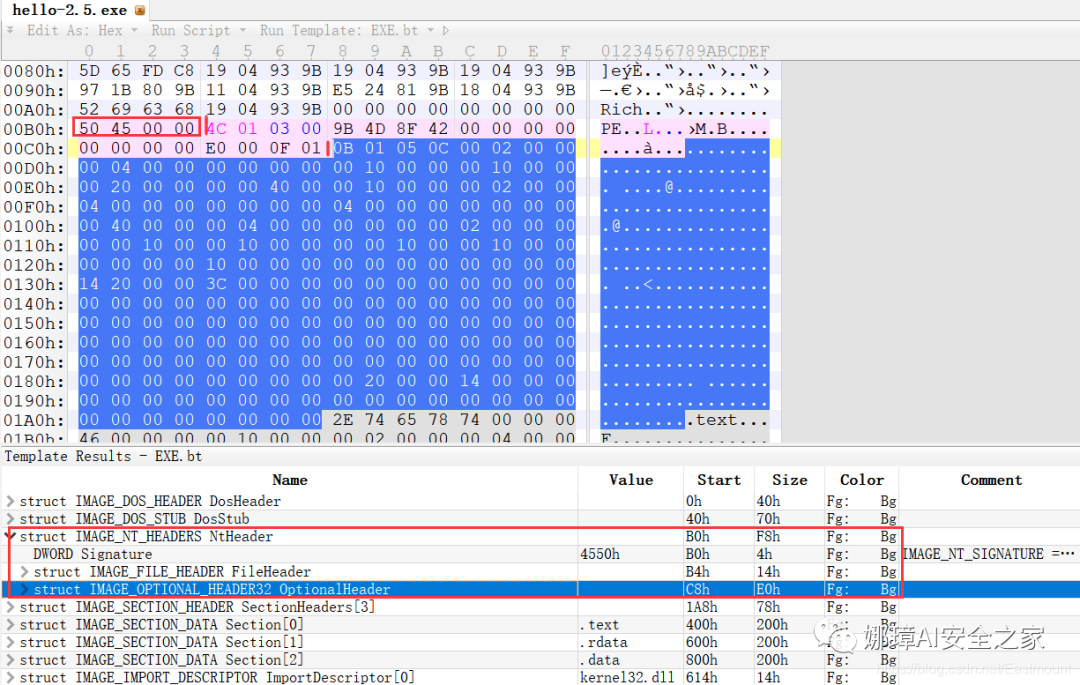 hello-2.5.exe
Edit As: Hex Run Script Run Template: EXE.bt
0 1 2 3 4 5 6 7 8 9 A B C D E F 0123456789ABCDEF
0080h: 5D 65 FD C8 19 04 93 9B 19 04 93 9B 19 04 93 9B ]eýÈ..“›..“›..“›
0090h: 97 1B 80 9B 11 04 93 9B E5 24 81 9B 18 04 93 9B —.€›..“›å$.›..“›
00A0h: 52 69 63 68 19 04 93 9B 00 00 00 00 00 00 00 00 Rich..“›........
00B0h: 50 45 00 00 4C 01 03 00 9B 4D 8F 42 00 00 00 00 PE..L...›M.B....
00C0h: 00 00 00 00 E0 00 0F 01 0B 01 05 0C 00 02 00 00 ....à...........
00D0h: 00 04 00 00 00 00 00 00 00 10 00 00 00 10 00 00 ................
00E0h: 00 20 00 00 00 00 40 00 00 10 00 00 00 02 00 00 . ....@.........
00F0h: 04 00 00 00 00 00 00 00 04 00 00 00 00 00 00 00 ................
0100h: 00 40 00 00 00 04 00 00 00 00 00 00 02 00 00 00 .@..............
0110h: 00 00 10 00 00 10 00 00 00 00 10 00 00 10 00 00 ................
0120h: 00 00 00 00 10 00 00 00 00 00 00 00 00 00 00 00 ................
0130h: 14 20 00 00 3C 00 00 00 00 00 00 00 00 00 00 00 . ..<...........
0140h: 00 00 00 00 00 00 00 00 00 00 00 00 00 00 00 00 ................
0150h: 00 00 00 00 00 00 00 00 00 00 00 00 00 00 00 00 ................
0160h: 00 00 00 00 00 00 00 00 00 00 00 00 00 00 00 00 ................
0170h: 00 00 00 00 00 00 00 00 00 00 00 00 00 00 00 00 ................
0180h: 00 00 00 00 00 00 00 00 00 20 00 00 14 00 00 00 ......... ......
0190h: 00 00 00 00 00 00 00 00 00 00 00 00 00 00 00 00 ................
01A0h: 00 00 00 00 00 00 00 00 2E 74 65 78 74 00 00 00 .........text...
01B0h: 46 00 00 00 00 10 00 00 00 02 00 00 00 04 00 00 F...............
Template Results - EXE.bt
Name Value Start Size Color Comment
struct IMAGE_DOS_HEADER DosHeader 0h 40h Fg: Bg
struct IMAGE_DOS_STUB DosStub 40h 70h Fg: Bg
struct IMAGE_NT_HEADERS NtHeader B0h F8h Fg: Bg
DWORD Signature 4550h B0h 4h Fg: Bg IMAGE_NT_SIGNATURE =…
struct IMAGE_FILE_HEADER FileHeader B4h 14h Fg: Bg
struct IMAGE_OPTIONAL_HEADER32 OptionalHeader C8h E0h Fg: Bg
struct IMAGE_SECTION_HEADER SectionHeaders[3] 1A8h 78h Fg: Bg
struct IMAGE_SECTION_DATA Section[0] .text 400h 200h Fg: Bg
struct IMAGE_SECTION_DATA Section[1] .rdata 600h 200h Fg: Bg
struct IMAGE_SECTION_DATA Section[2] .data 800h 200h Fg: Bg
struct IMAGE_IMPORT_DESCRIPTOR ImportDescriptor[0] kernel32.dll 614h 14h Fg: Bg
娜璋AI安全之家
https://blog.csdn.net/Eastmount